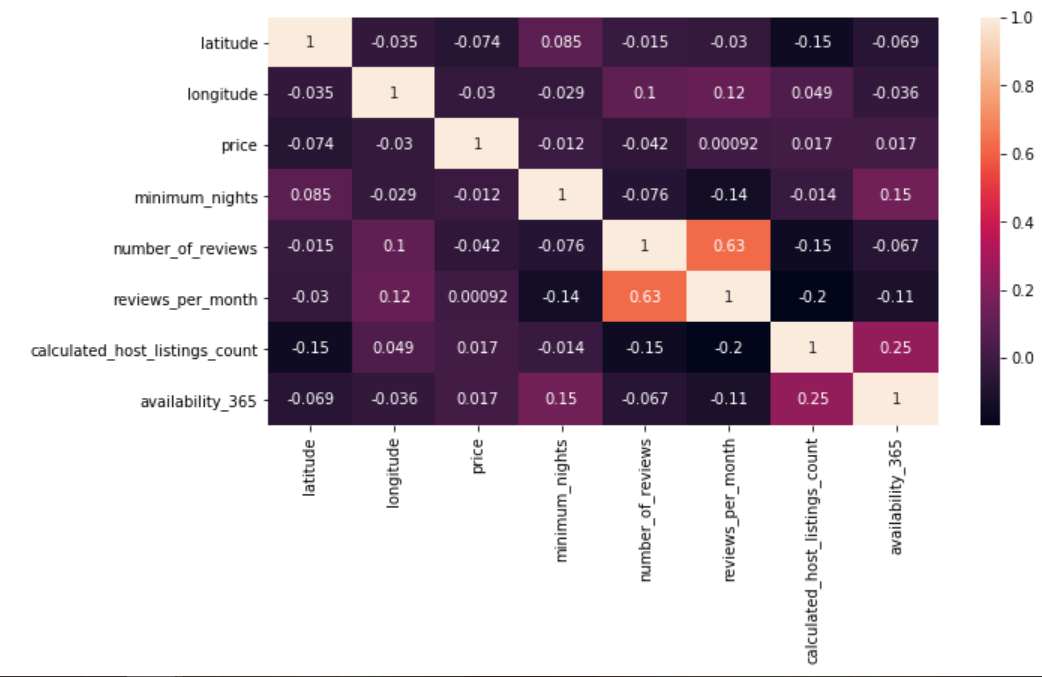 latitude 1 -0.035 -0.074 0.085 -0.015 -0.03 -0.15 -0.069
longitude -0.035 1 -0.03 -0.029 0.1 0.12 0.049 -0.036
price -0.074 -0.03 1 -0.012 -0.042 0.00092 0.017 0.017
minimum_nights 0.085 -0.029 -0.012 1 -0.076 -0.14 -0.014 0.15
number_of_reviews -0.015 0.1 -0.042 -0.076 1 0.63 -0.15 -0.067
reviews_per_month -0.03 0.12 0.00092 -0.14 0.63 1 -0.2 -0.11
calculated_host_listings_count -0.15 0.049 0.017 -0.014 -0.15 -0.2 1 0.25
availability_365 -0.069 -0.036 0.017 0.15 -0.067 -0.11 0.25 1
latitude
longitude
price
minimum_nights
number_of_reviews
reviews_per_month
calculated_host_listings_count
availability_365
1.0
0.8
0.6
0.4
0.2
0.0